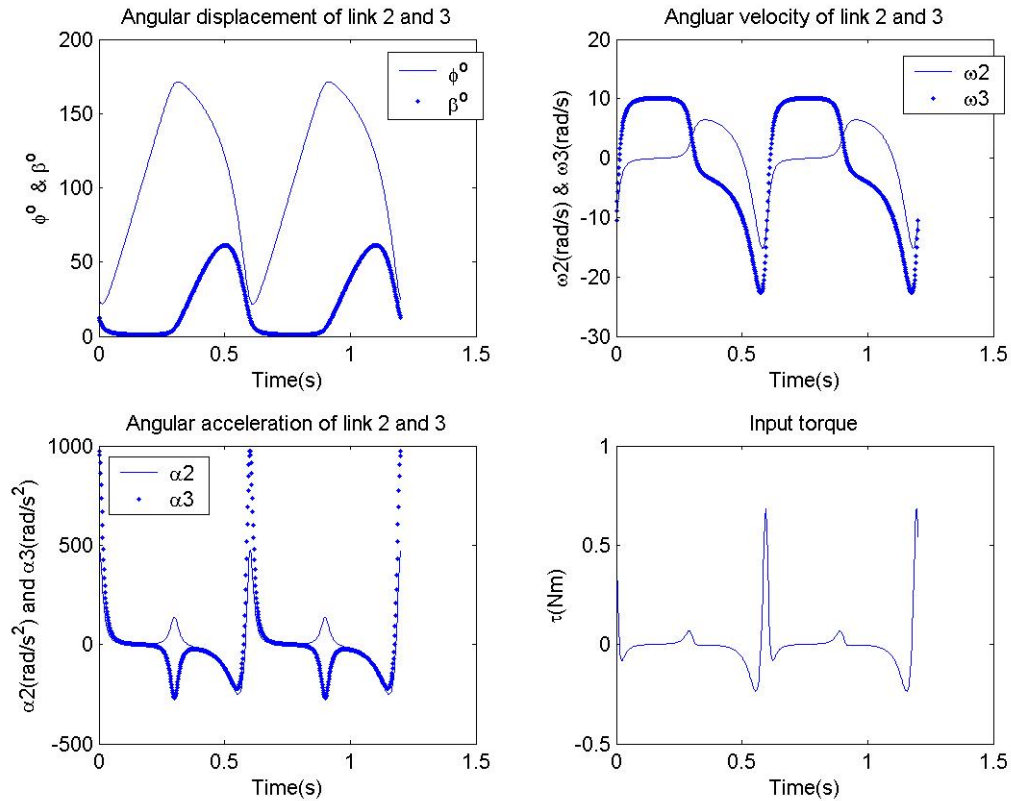 Angular displacement of link 2 and 3
200
150
100
50
0
ϕº & βº
ϕº
βº
0 0.5 1 1.5
Time(s)
Angluar velocity of link 2 and 3
20
10
0
-10
-20
-30
ω2(rad/s) & ω3(rad/s)
ω2
ω3
0 0.5 1 1.5
Time(s)
Angular acceleration of link 2 and 3
1000
500
0
-500
α2(rad/s²) and α3(rad/s²)
α2
α3
0 0.5 1 1.5
Time(s)
Input torque
1
0.5
0
-0.5
τ(Nm)
0 0.5 1 1.5
Time(s)